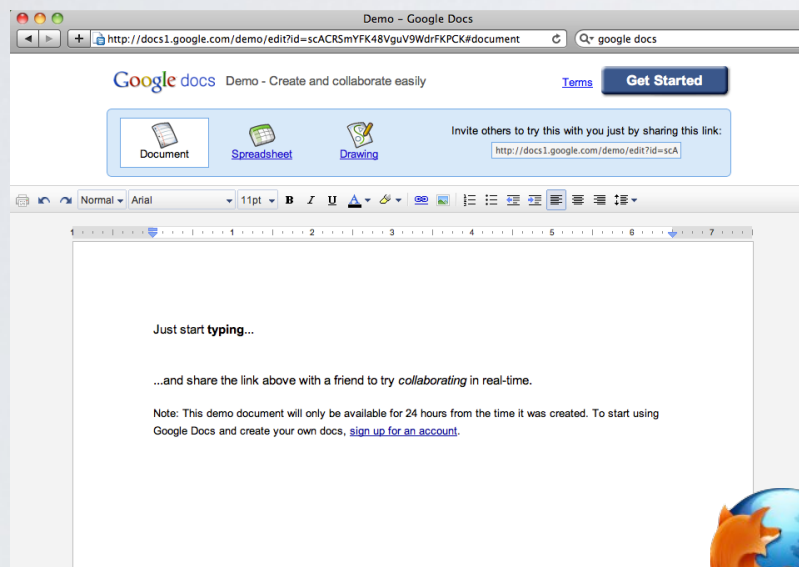 Demo – Google Docs
http://docs1.google.com/demo/edit?id=scACRSmYFK48VguV9WdrFKPCK#document
google docs
Google docs Demo - Create and collaborate easily
Terms
Get Started
Invite others to try this with you just by sharing this link:
http://docs1.google.com/demo/edit?id=scA
Document
Spreadsheet
Drawing
Normal Arial 11pt B I U A
1 1 2 3 4 5 6 7
Just start typing...
...and share the link above with a friend to try collaborating in real-time.
Note: This demo document will only be available for 24 hours from the time it was created. To start using
Google Docs and create your own docs, sign up for an account.